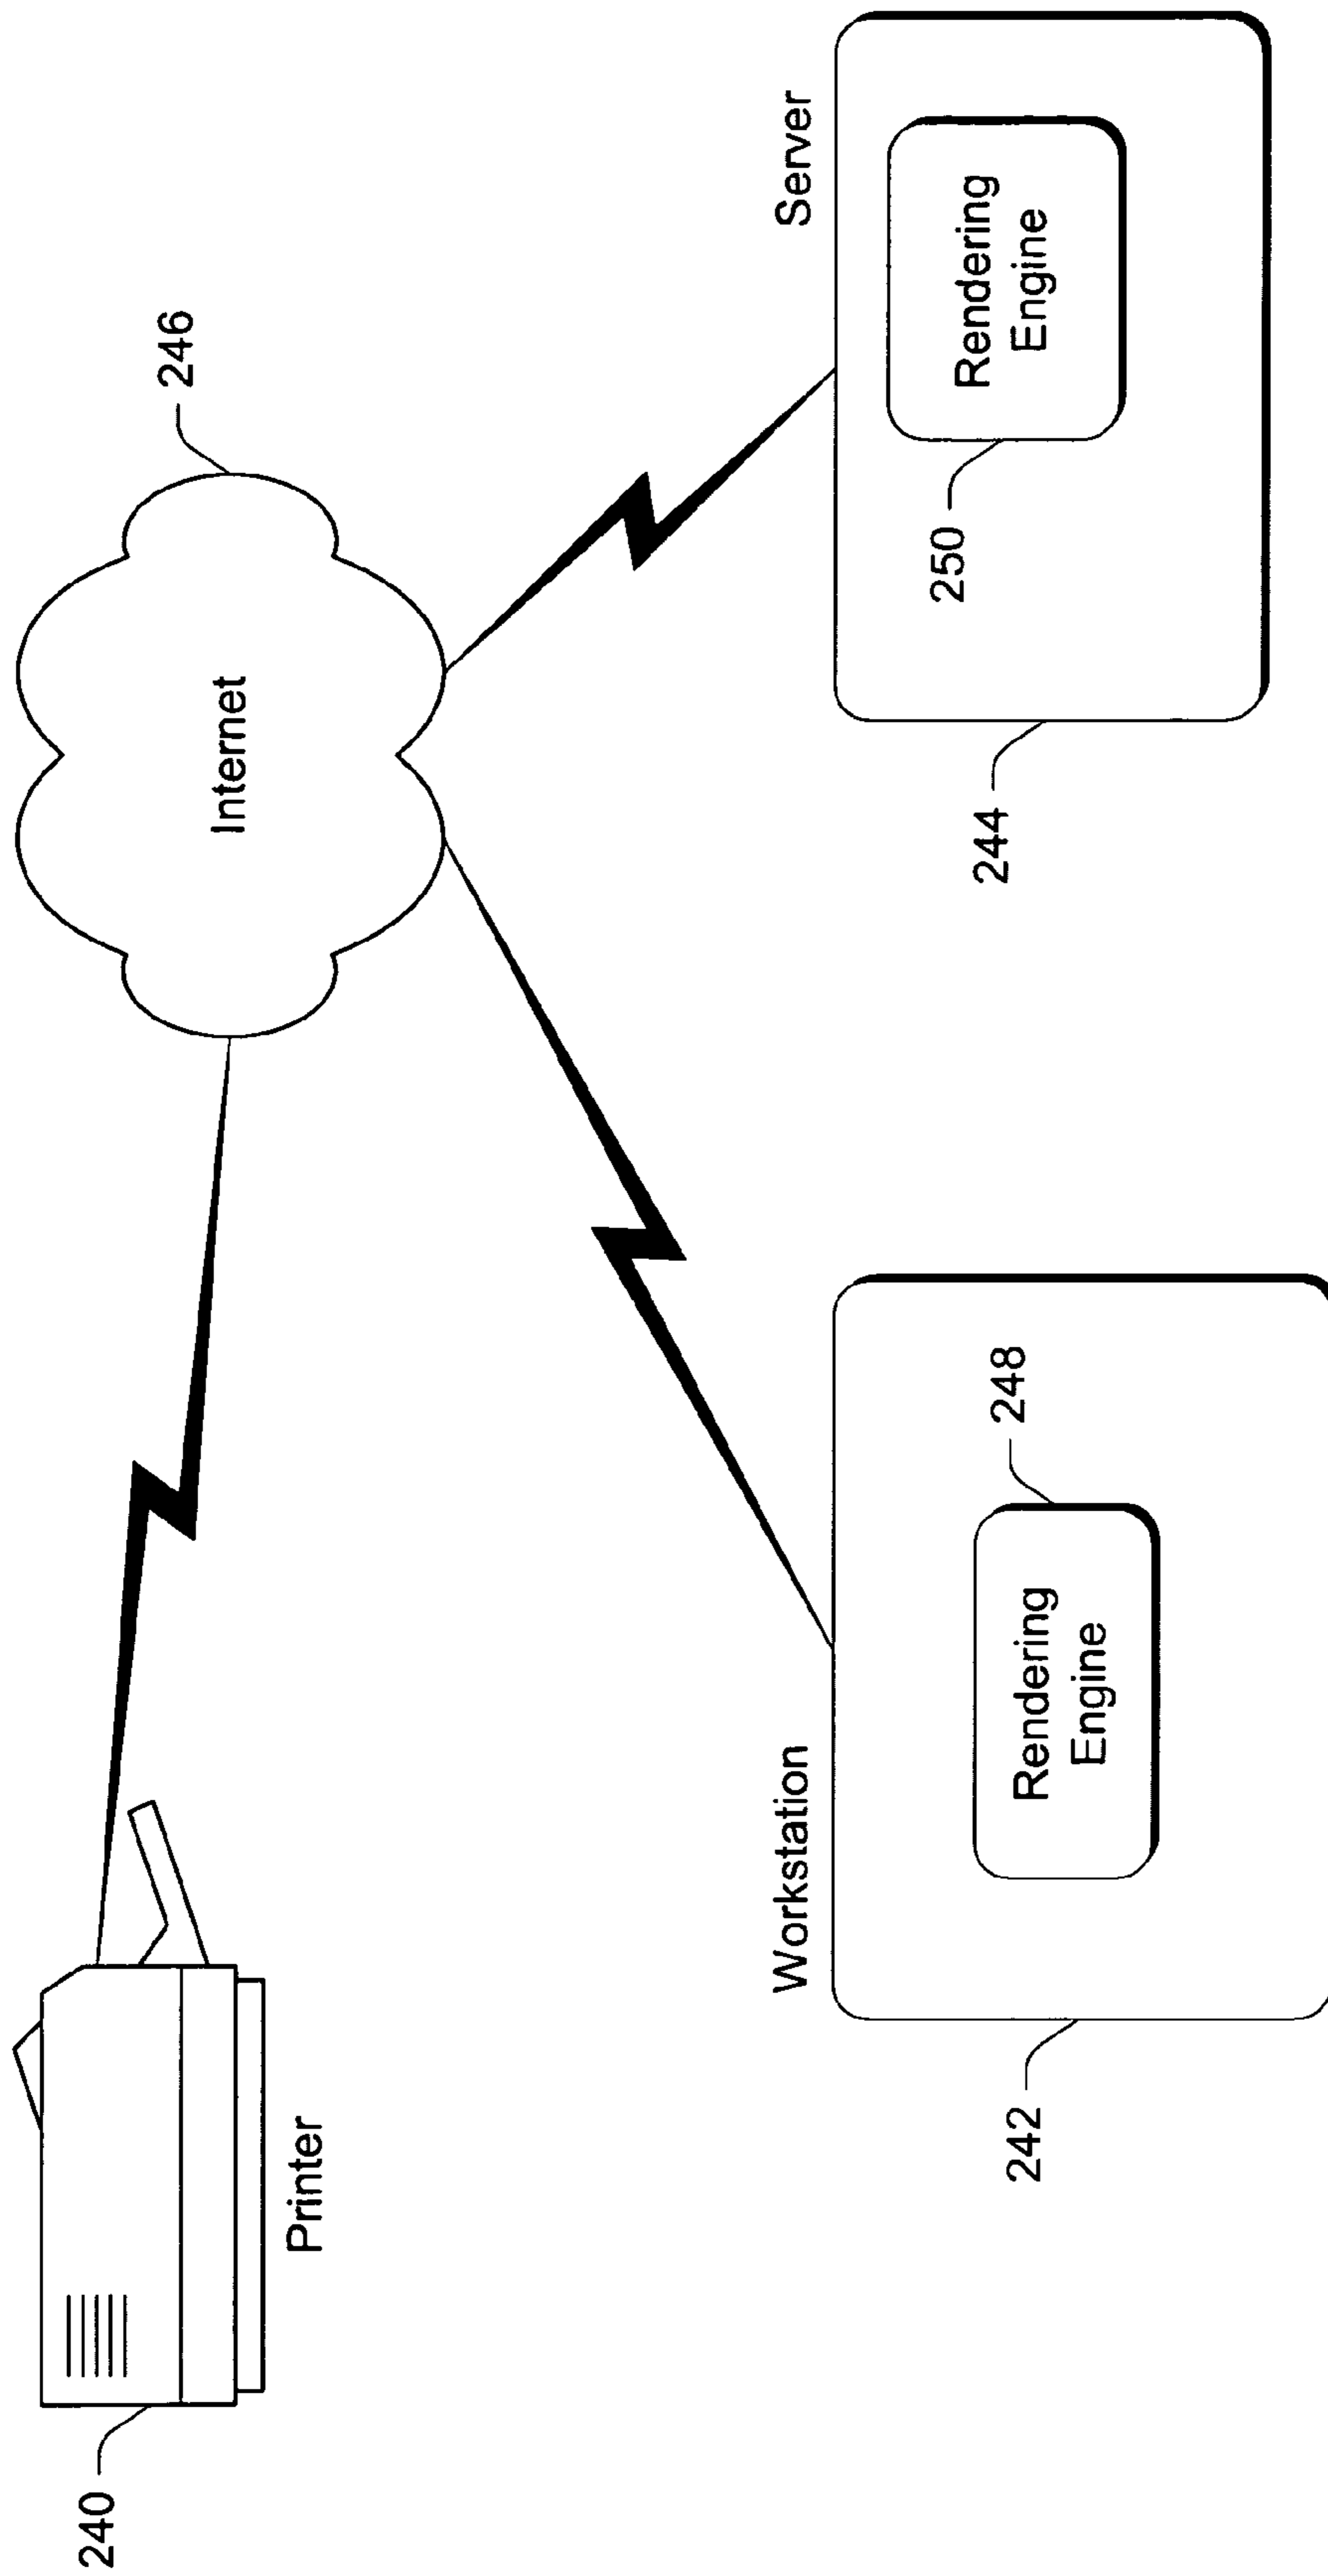 240
Printer
Internet
246
Workstation
242
Rendering
Engine
248
Server
244
250
Rendering
Engine